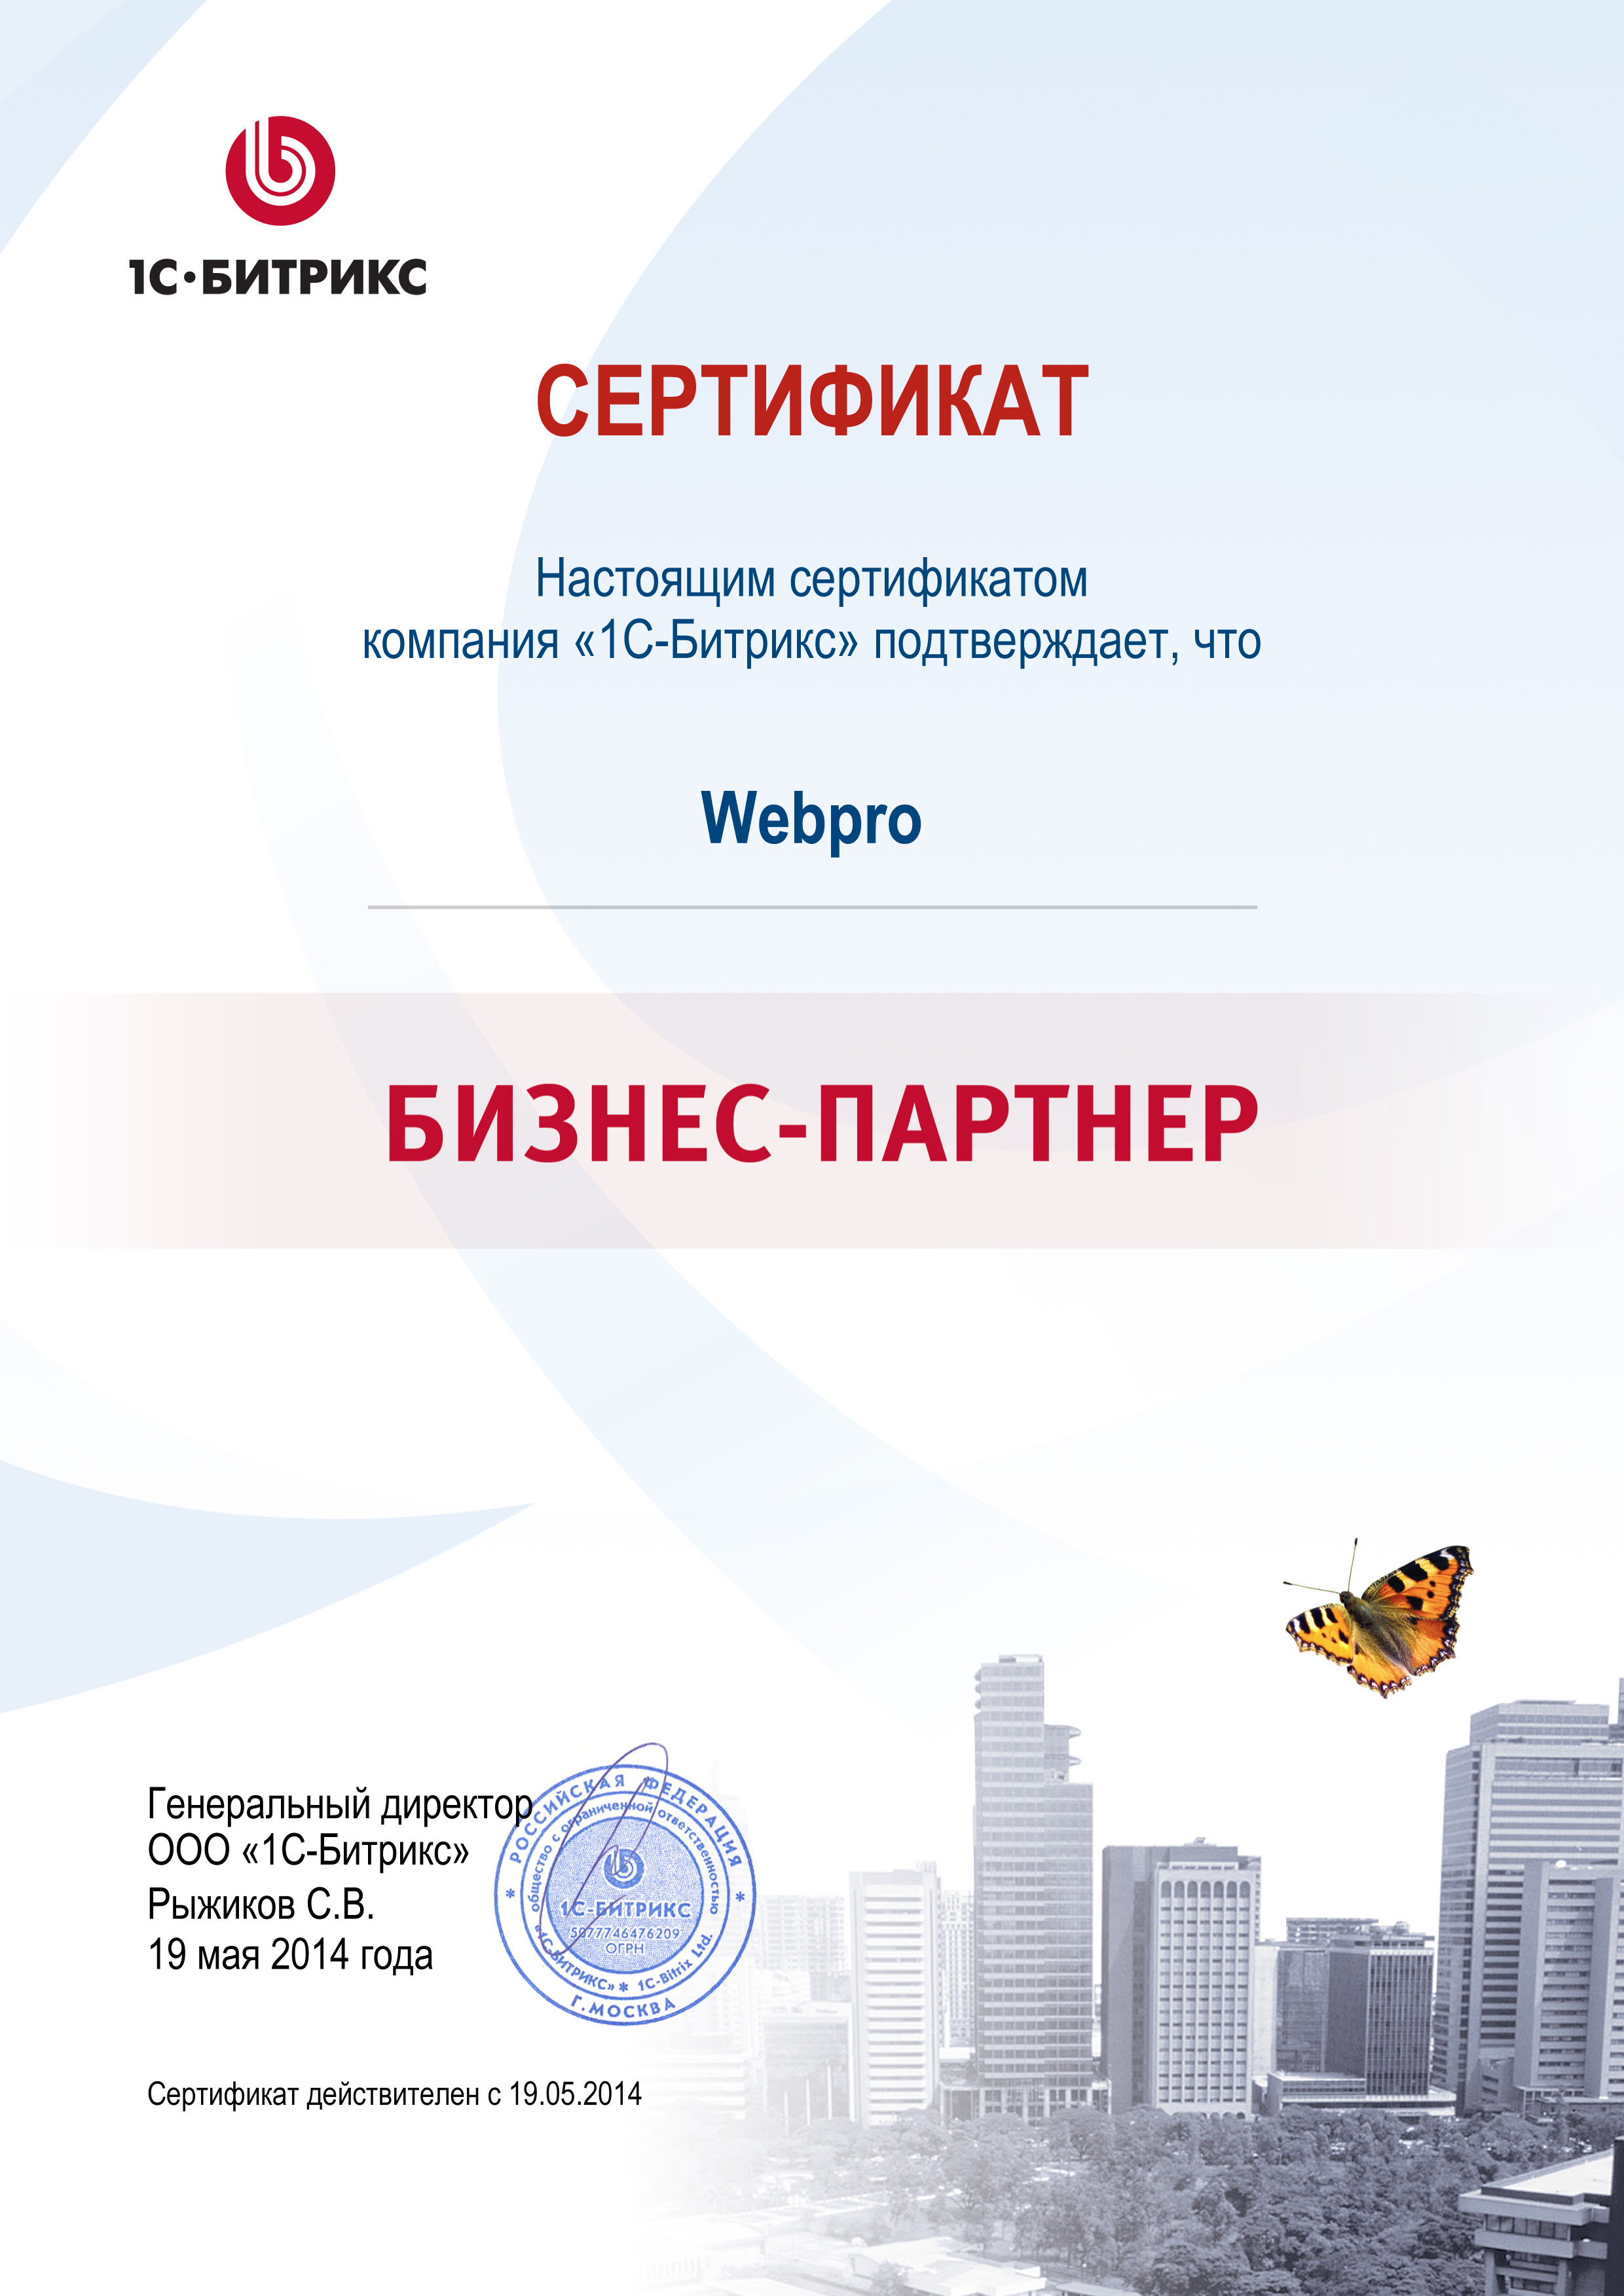 1С·БИТРИКС
СЕРТИФИКАТ
Настоящим сертификатом
компания «1С-Битрикс» подтверждает, что
Webpro
БИЗНЕС-ПАРТНЕР
Генеральный директор
ООО «1С-Битрикс»
Рыжиков С.В.
19 мая 2014 года
РОССИЙСКАЯ ФЕДЕРАЦИЯ
общество с ограниченной ответственностью
1С-БИТРИКС
5077746476209
ОГРН
«1С-БИТРИКС» * 1C-Bitrix Ltd.
* Г.МОСКВА *
Сертификат действителен с 19.05.2014